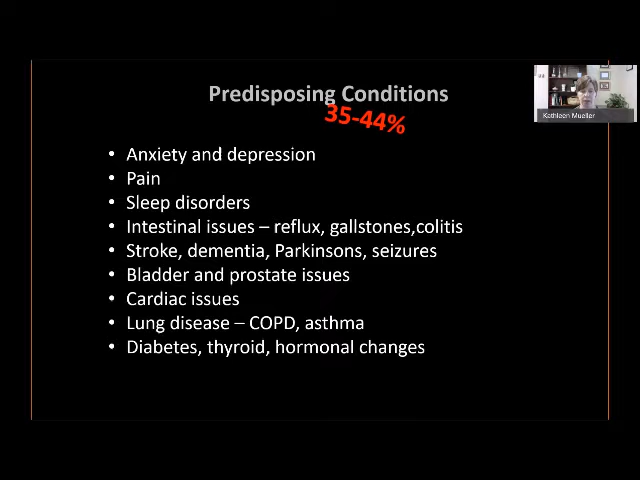 Predisposing Conditions
35-44%
• Anxiety and depression
• Pain
• Sleep disorders
• Intestinal issues – reflux, gallstones,colitis
• Stroke, dementia, Parkinsons, seizures
• Bladder and prostate issues
• Cardiac issues
• Lung disease – COPD, asthma
• Diabetes, thyroid, hormonal changes
Kathleen Mueller